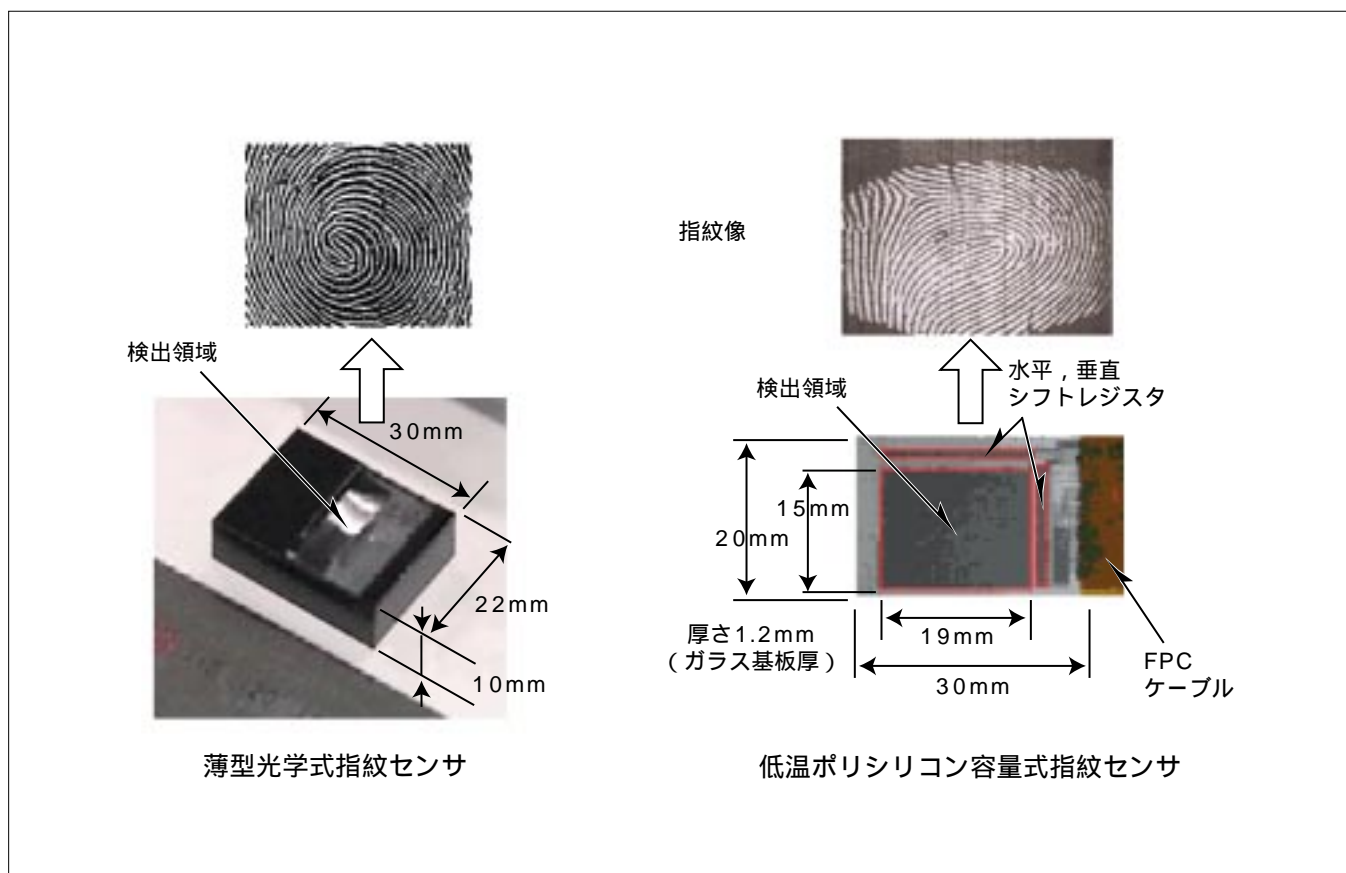 指紋像
検出領域
30mm
22mm
10mm
薄型光学式指紋センサ
検出領域
水平，垂直
シフトレジスタ
15mm
20mm
厚さ1.2mm
（ガラス基板厚）
19mm
30mm
FPC
ケーブル
低温ポリシリコン容量式指紋センサ